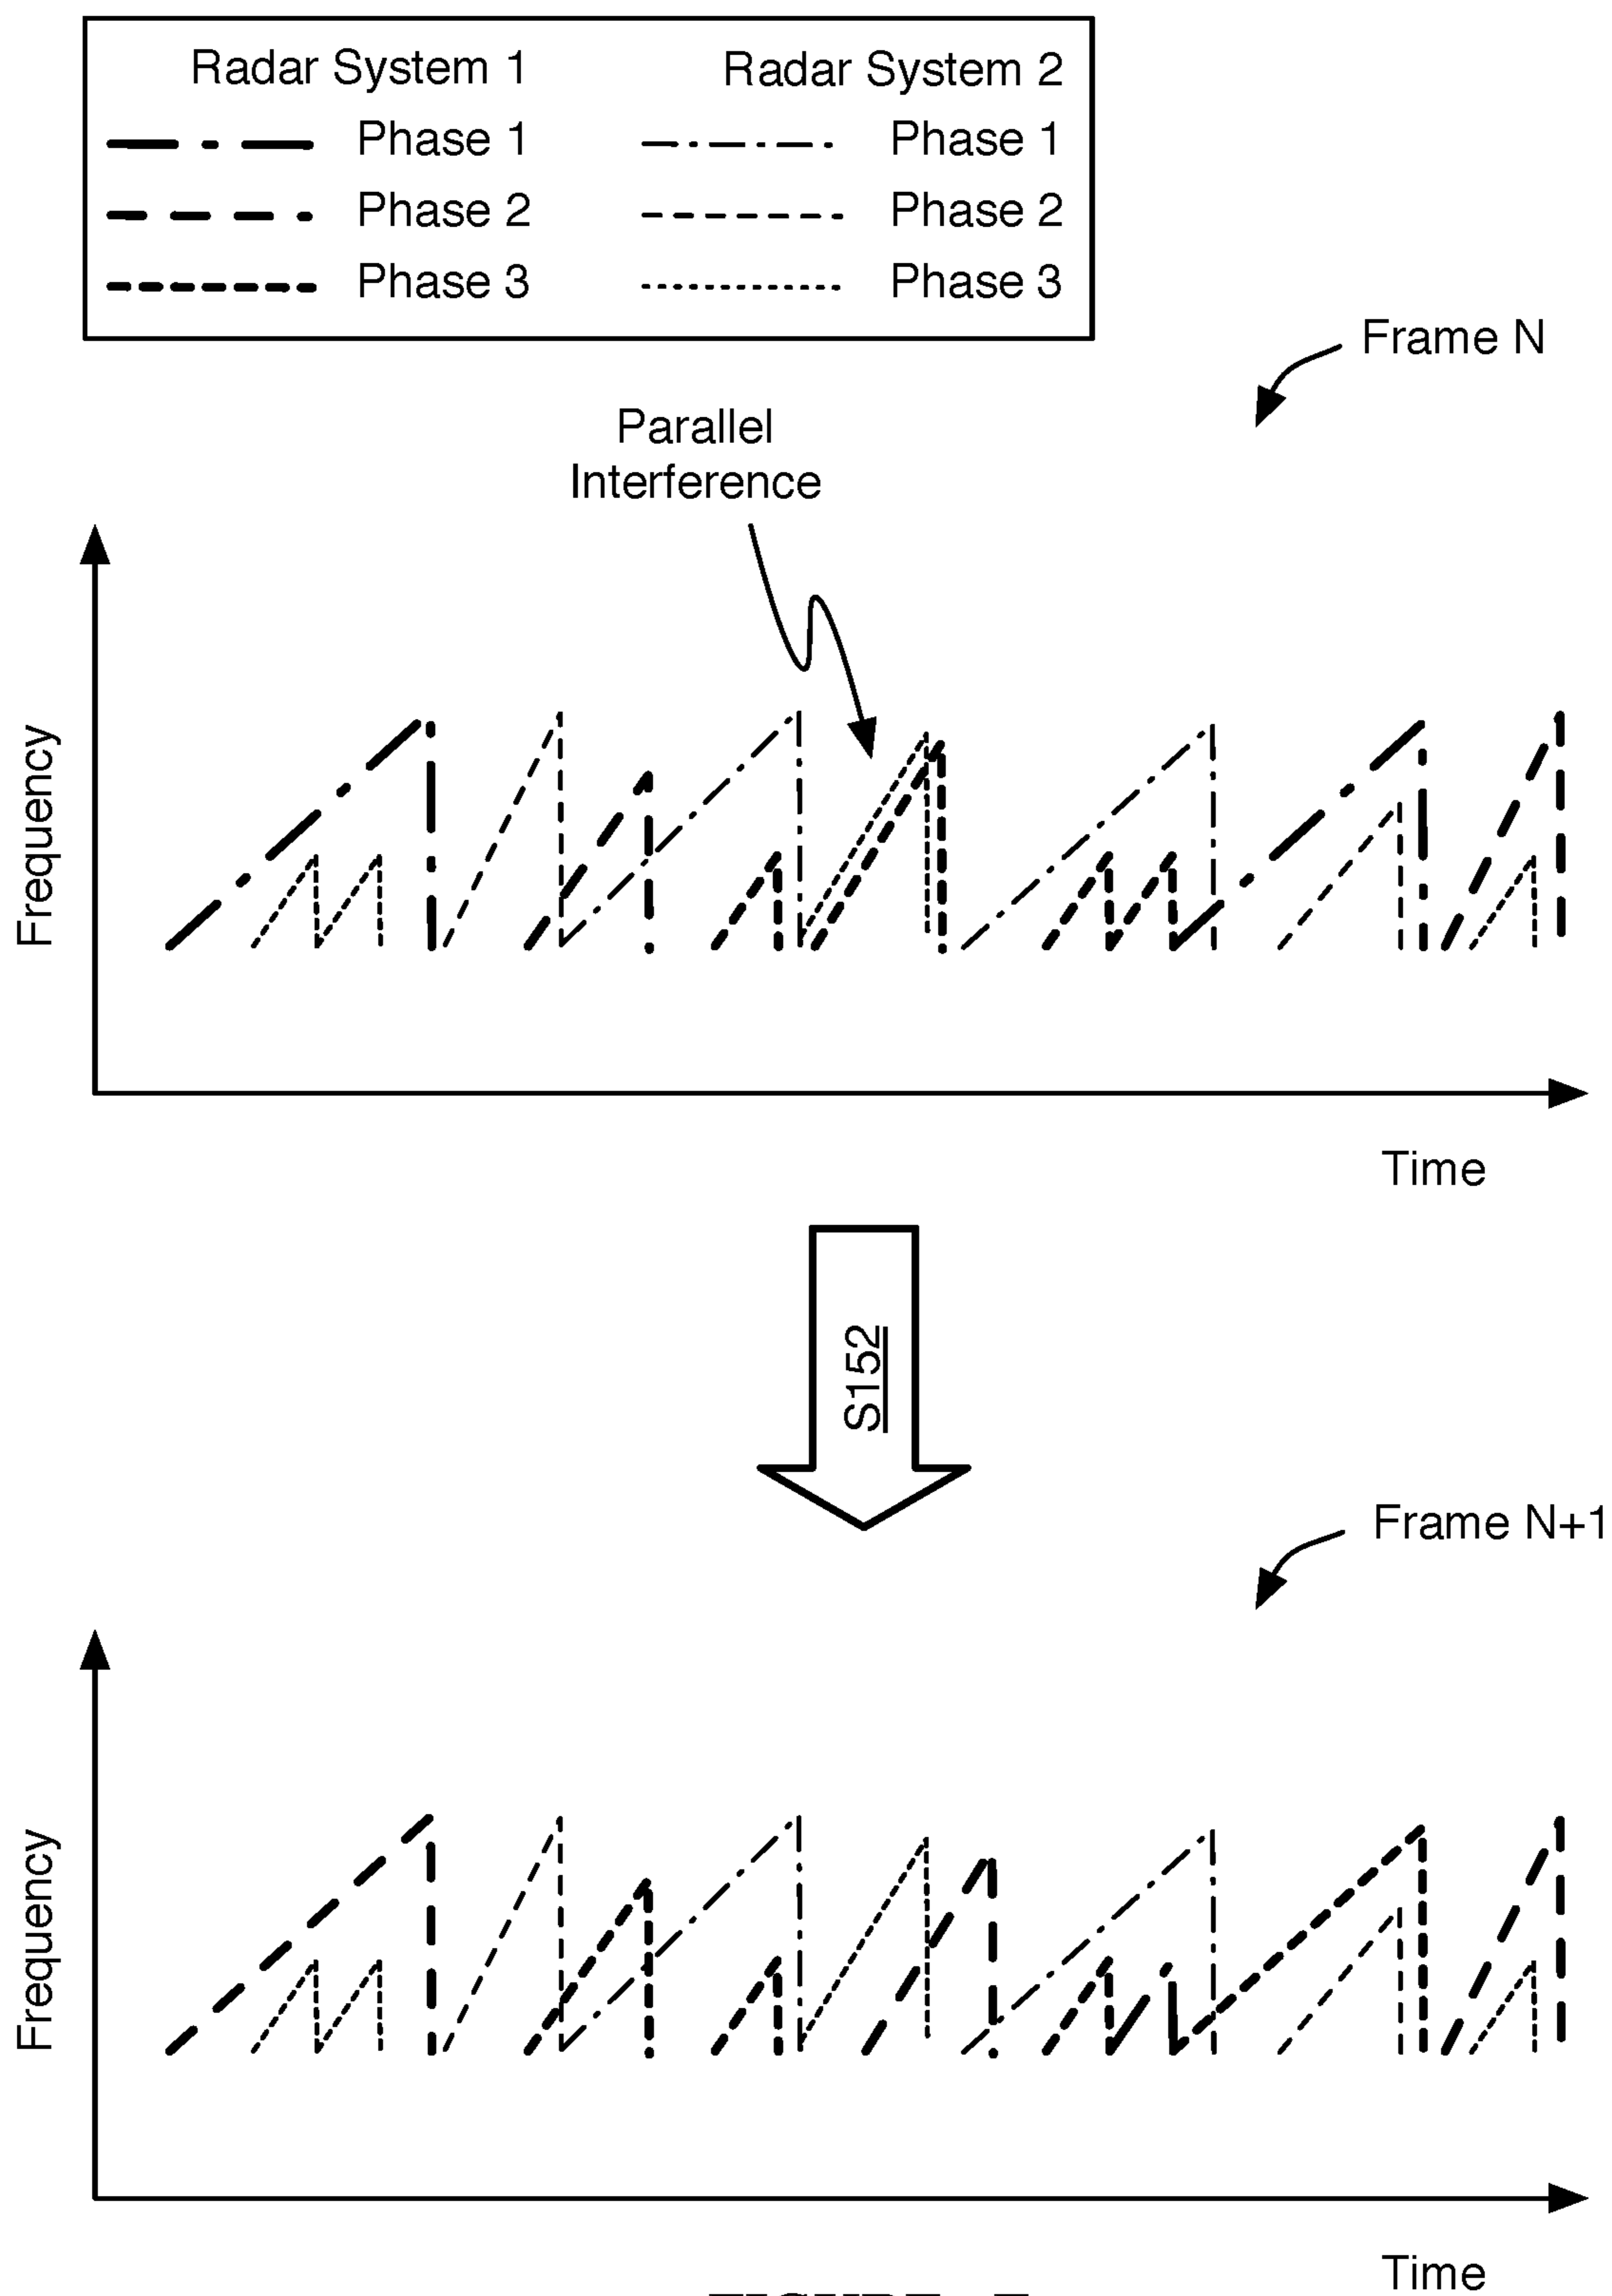 Radar System 1
Radar System 2
Phase 1
Phase 1
Phase 2
Phase 2
Phase 3
Phase 3
Frame N
Parallel
Interference
Frequency
Time
S152
Frame N+1
Frequency
Time